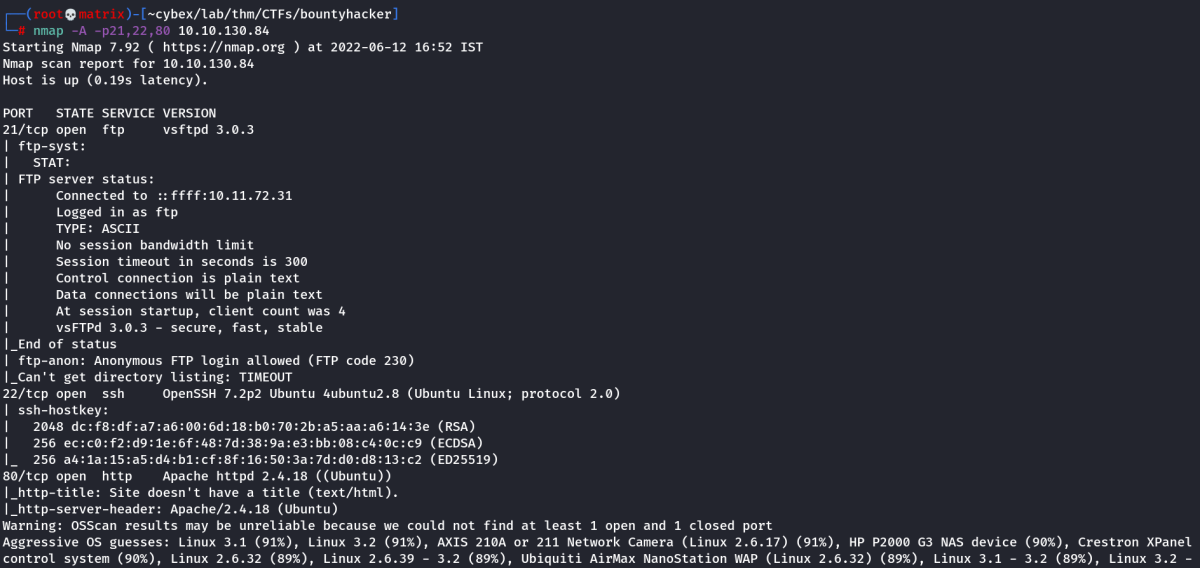 ┌──(root💀matrix)-[~cybex/lab/thm/CTFs/bountyhacker]
└─# nmap -A -p21,22,80 10.10.130.84
Starting Nmap 7.92 ( https://nmap.org ) at 2022-06-12 16:52 IST
Nmap scan report for 10.10.130.84
Host is up (0.19s latency).

PORT   STATE SERVICE VERSION
21/tcp open  ftp     vsftpd 3.0.3
| ftp-syst:
|   STAT:
| FTP server status:
|      Connected to ::ffff:10.11.72.31
|      Logged in as ftp
|      TYPE: ASCII
|      No session bandwidth limit
|      Session timeout in seconds is 300
|      Control connection is plain text
|      Data connections will be plain text
|      At session startup, client count was 4
|      vsFTPd 3.0.3 - secure, fast, stable
|_End of status
| ftp-anon: Anonymous FTP login allowed (FTP code 230)
|_Can't get directory listing: TIMEOUT
22/tcp open  ssh     OpenSSH 7.2p2 Ubuntu 4ubuntu2.8 (Ubuntu Linux; protocol 2.0)
| ssh-hostkey:
|   2048 dc:f8:df:a7:a6:00:6d:18:b0:70:2b:a5:aa:a6:14:3e (RSA)
|   256 ec:c0:f2:d9:1e:6f:48:7d:38:9a:e3:bb:08:c4:0c:c9 (ECDSA)
|_  256 a4:1a:15:a5:d4:b1:cf:8f:16:50:3a:7d:d0:d8:13:c2 (ED25519)
80/tcp open  http    Apache httpd 2.4.18 ((Ubuntu))
|_http-title: Site doesn't have a title (text/html).
|_http-server-header: Apache/2.4.18 (Ubuntu)
Warning: OSScan results may be unreliable because we could not find at least 1 open and 1 closed port
Aggressive OS guesses: Linux 3.1 (91%), Linux 3.2 (91%), AXIS 210A or 211 Network Camera (Linux 2.6.17) (91%), HP P2000 G3 NAS device (90%), Crestron XPanel
control system (90%), Linux 2.6.32 (89%), Linux 2.6.39 - 3.2 (89%), Ubiquiti AirMax NanoStation WAP (Linux 2.6.32) (89%), Linux 3.1 - 3.2 (89%), Linux 3.2 -